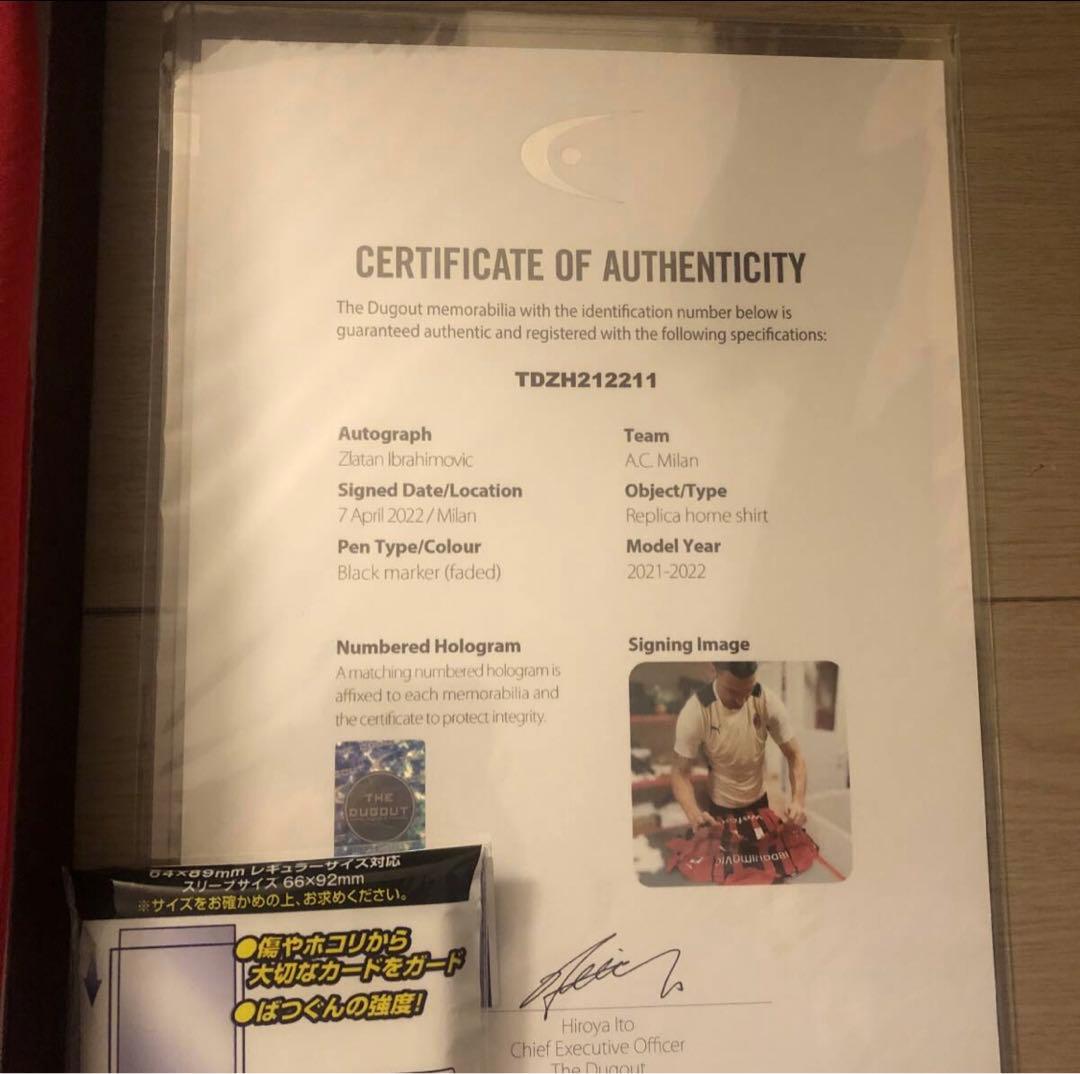 CERTIFICATE OF AUTHENTICITY
The Dugout memorabilia with the identification number below is
guaranteed authentic and registered with the following specifications:
TDZH212211
Autograph
Zlatan Ibrahimovic
Team
A.C. Milan
Signed Date/Location
7 April 2022 / Milan
Object/Type
Replica home shirt
Pen Type/Colour
Black marker (faded)
Model Year
2021-2022
Numbered Hologram
A matching numbered hologram is
affixed to each memorabilia and
the certificate to protect integrity.
THE
DUGOUT
Signing Image
IBRAHIMOVIĆ
64×89mm レギュラーサイズ対応
スリーブサイズ 66×92mm
※サイズをお確かめの上、お求めください。
●傷やホコリから
大切なカードをガード
●ばつぐんの強度!
Hiroya Ito
Chief Executive Officer
The Dugout